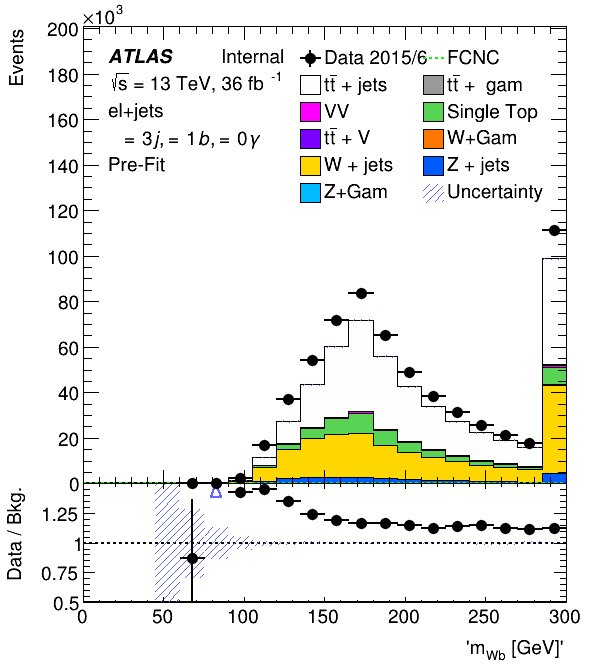 ×10³
200
180
160
140
120
100
80
60
40
20
0
Events
ATLAS Internal
√s = 13 TeV, 36 fb⁻¹
el+jets
= 3j, = 1b, = 0γ
Pre-Fit
Data 2015/6 FCNC
tt̄ + jets tt̄ + gam
VV Single Top
tt̄ + V W+Gam
W + jets Z + jets
Z+Gam Uncertainty
Data / Bkg.
1.25
1
0.75
0.5
0 50 100 150 200 250 300
'm_Wb [GeV]'